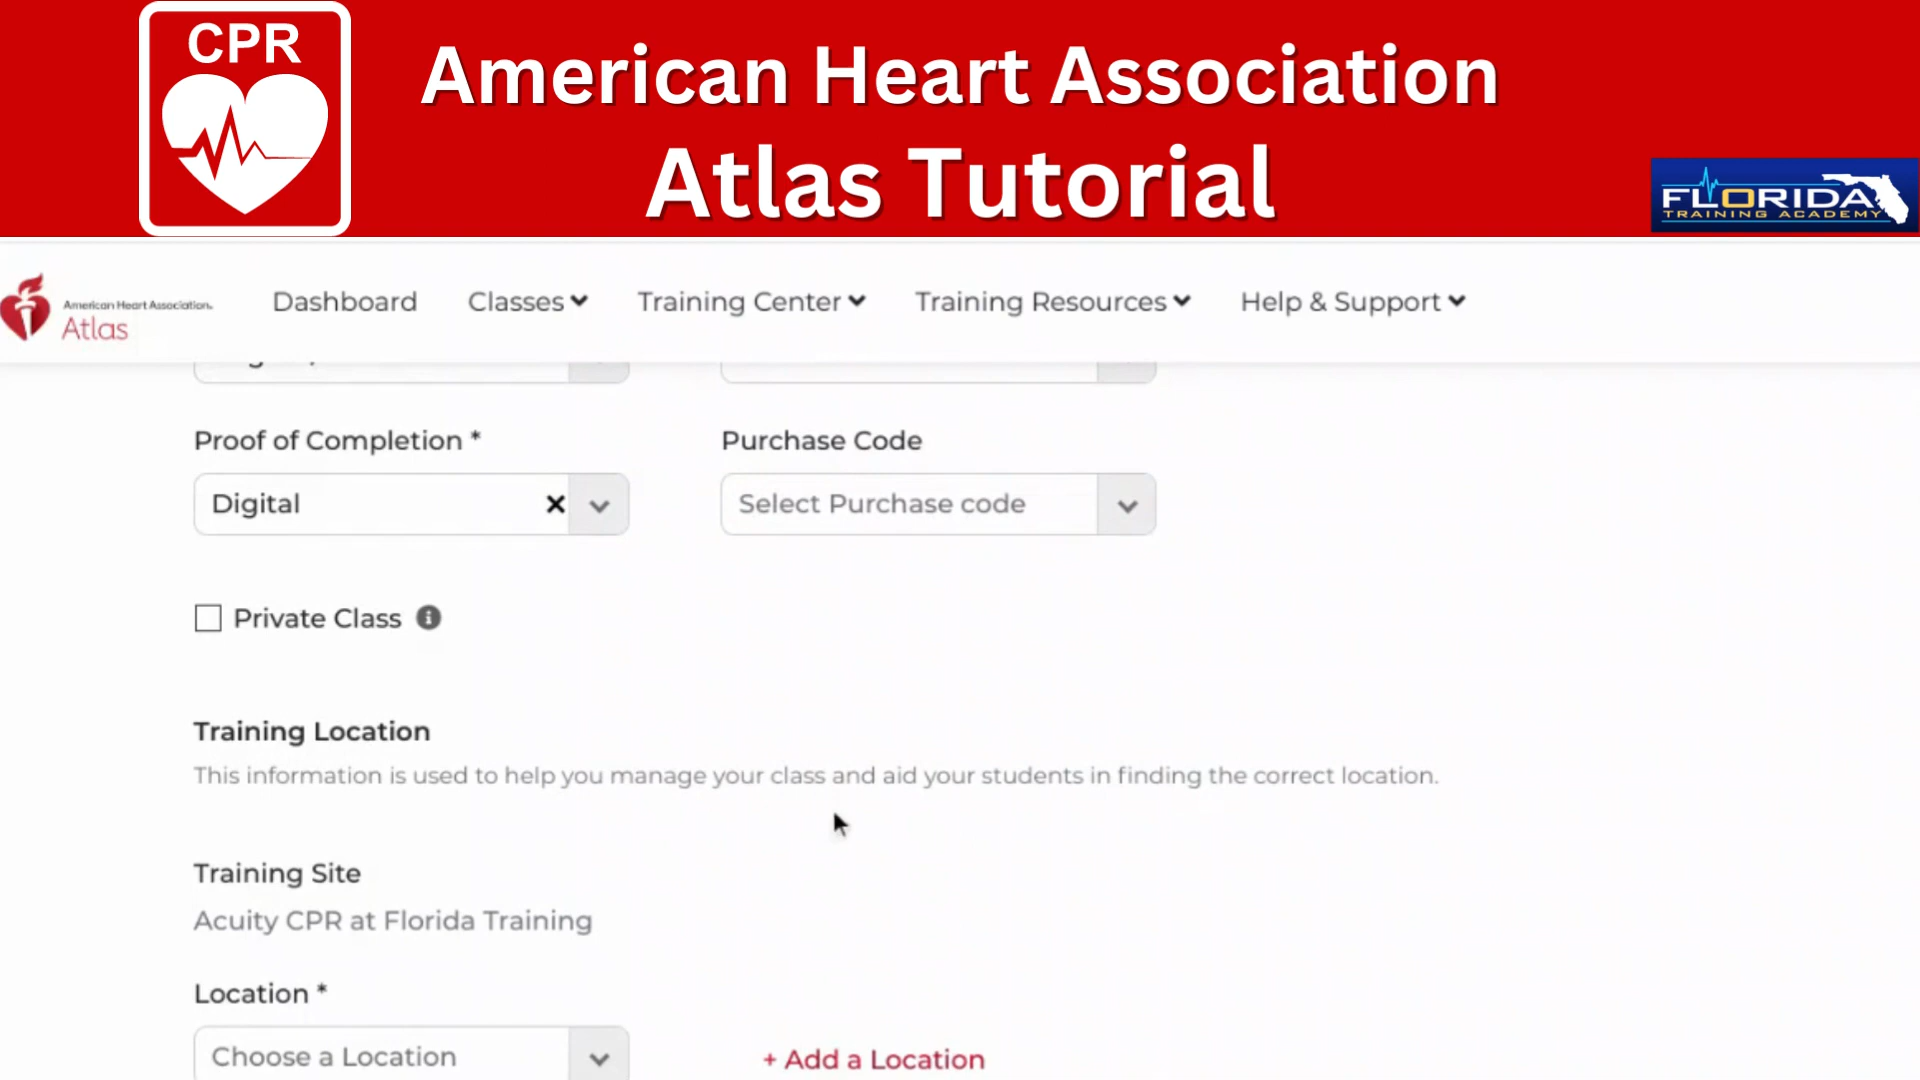 CPR
American Heart Association
Atlas Tutorial
FLORIDA
TRAINING ACADEMY
American Heart Association.
Atlas
Dashboard Classes Training Center Training Resources Help & Support
Proof of Completion * Purchase Code
Digital Select Purchase code
Private Class
Training Location
This information is used to help you manage your class and aid your students in finding the correct location.
Training Site
Acuity CPR at Florida Training
Location *
Choose a Location + Add a Location